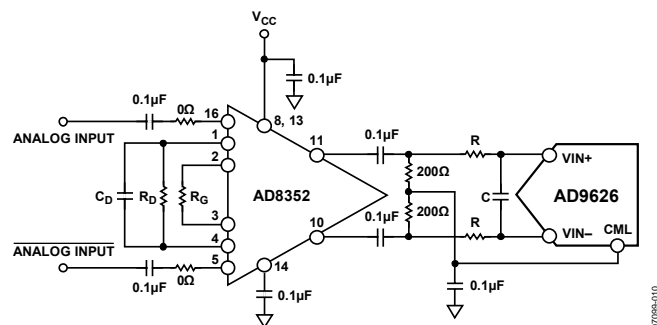 VCC
0.1µF
8, 13
0.1µF 0Ω 16
ANALOG INPUT
1
2
11
0.1µF
R
VIN+
CD RD RG
AD8352
200Ω
200Ω
C
AD9626
3
4
10
0.1µF
R
VIN–
CML
ANALOG INPUT
5
14
0.1µF 0Ω
0.1µF
0.1µF